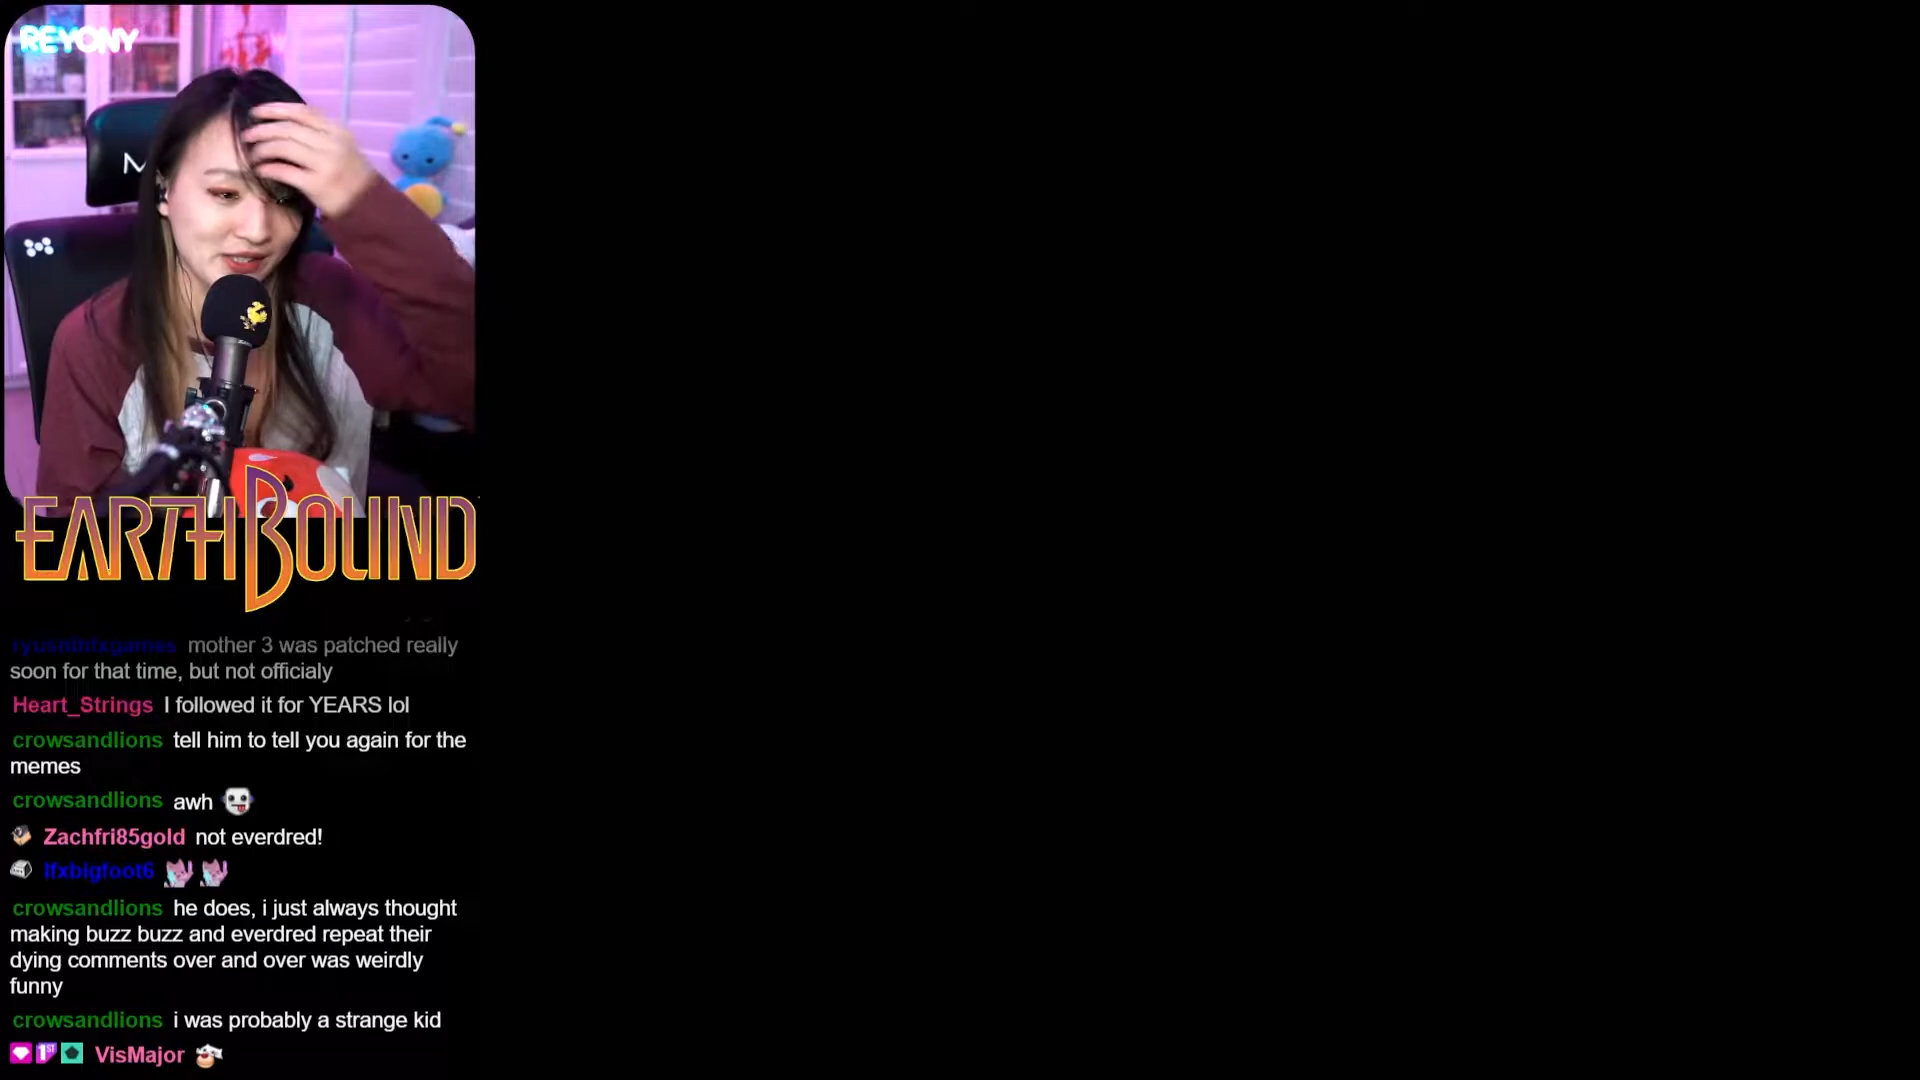 REYONY
M
EARTHBOUND
mother 3 was patched really
soon for that time, but not officialy
Heart_Strings I followed it for YEARS lol
crowsandlions tell him to tell you again for the
memes
crowsandlions awh
Zachfri85gold not everdred!
lfxbigfoot6
crowsandlions he does, i just always thought
making buzz buzz and everdred repeat their
dying comments over and over was weirdly
funny
crowsandlions i was probably a strange kid
1ST VisMajor